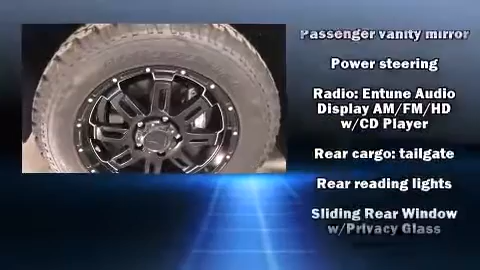 Passenger vanity mirror
Power steering
Radio: Entune Audio
Display AM/FM/HD
w/CD Player
Rear cargo: tailgate
Rear reading lights
Sliding Rear Window
w/Privacy Glass